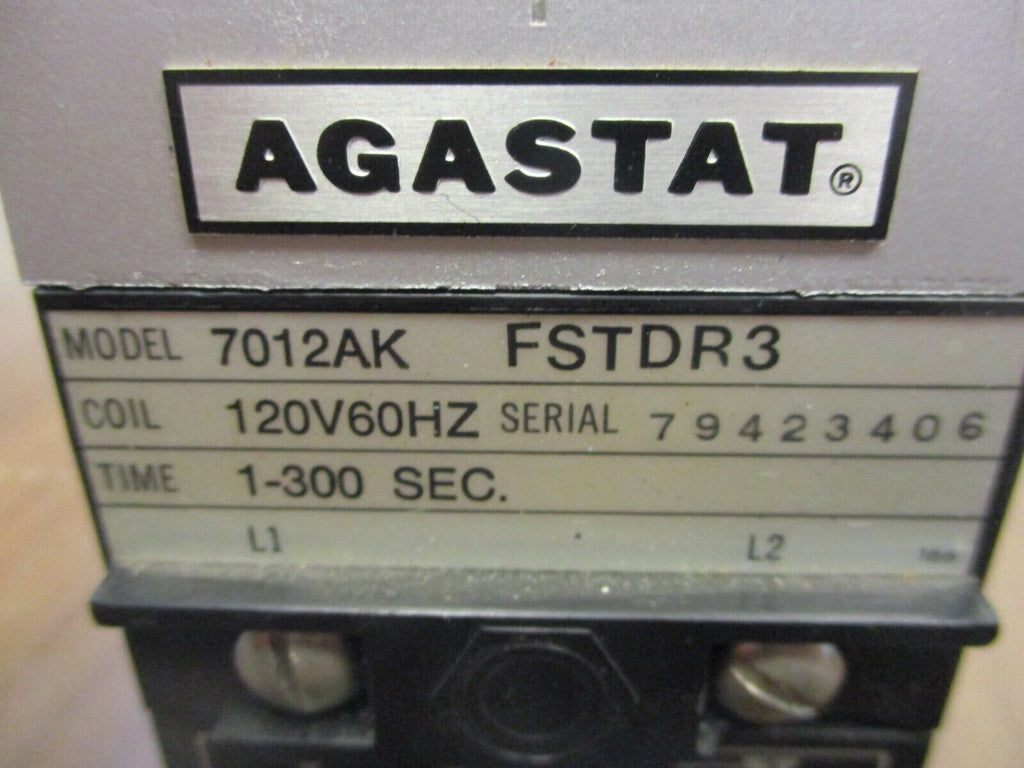 AGASTAT®
MODEL 7012AK FSTDR3
COIL 120V60HZ SERIAL 79423406
TIME 1-300 SEC.
L1 L2